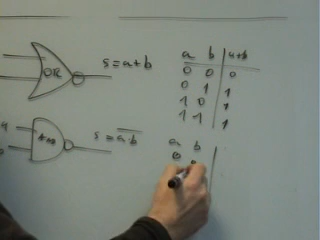 OR
s=a+b
a b a+b
0 0 0
0 1 1
1 0 1
1 1 1
s=a·b
a b
0